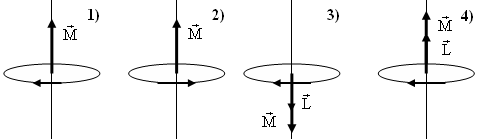 1) 2) 3) 4)
M⃗ M⃗ L⃗ M⃗ M⃗ L⃗